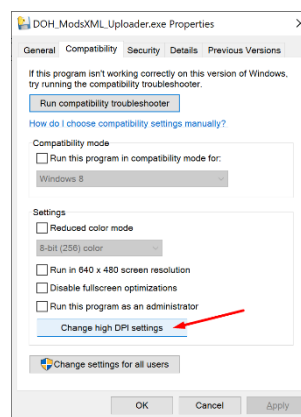 DOH_ModsXML_Uploader.exe Properties
General Compatibility Security Details Previous Versions
If this program isn't working correctly on this version of Windows,
try running the compatibility troubleshooter.
Run compatibility troubleshooter
How do I choose compatibility settings manually?
Compatibility mode
Run this program in compatibility mode for:
Windows 8
Settings
Reduced color mode
8-bit (256) color
Run in 640 x 480 screen resolution
Disable fullscreen optimizations
Run this program as an administrator
Change high DPI settings
Change settings for all users
OK Cancel Apply